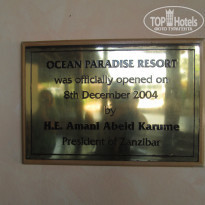 TOP HOTELS
OCEAN PARADISE RESORT
was officially opened on
8th December 2004
by
H.E. Amani Abeid Karume
President of Zanzibar